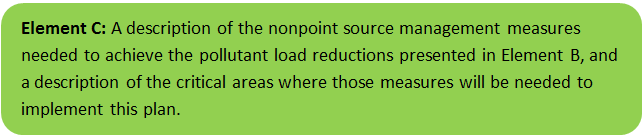 Element C: A description of the nonpoint source management measures
needed to achieve the pollutant load reductions presented in Element B, and
a description of the critical areas where those measures will be needed to
implement this plan.